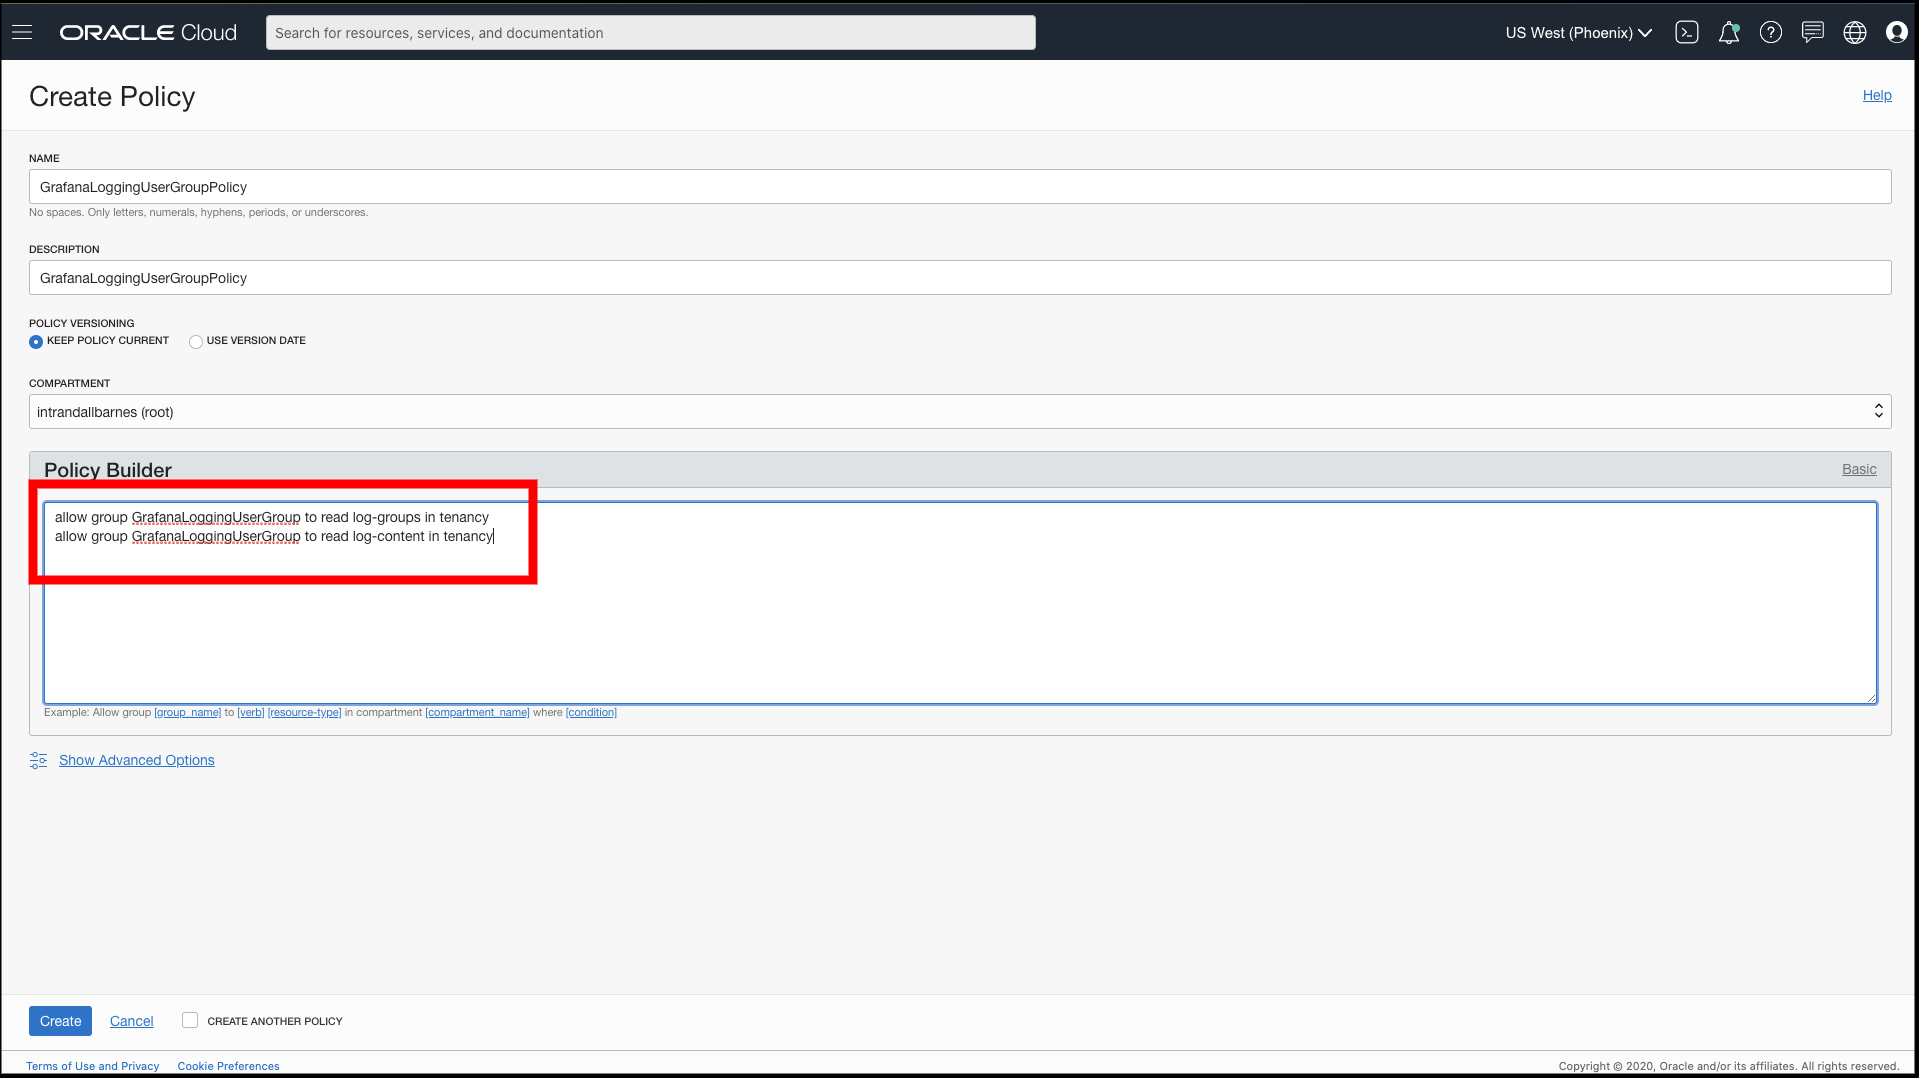 ORACLE Cloud
Search for resources, services, and documentation
US West (Phoenix)
Create Policy
Help
NAME
GrafanaLoggingUserGroupPolicy
No spaces. Only letters, numerals, hyphens, periods, or underscores.
DESCRIPTION
GrafanaLoggingUserGroupPolicy
POLICY VERSIONING
KEEP POLICY CURRENT USE VERSION DATE
COMPARTMENT
intrandallbarnes (root)
Policy Builder
Basic
allow group GrafanaLoggingUserGroup to read log-groups in tenancy
allow group GrafanaLoggingUserGroup to read log-content in tenancy
Example: Allow group [group_name] to [verb] [resource-type] in compartment [compartment_name] where [condition]
Show Advanced Options
Create Cancel CREATE ANOTHER POLICY
Terms of Use and Privacy Cookie Preferences
Copyright © 2020, Oracle and/or its affiliates. All rights reserved.